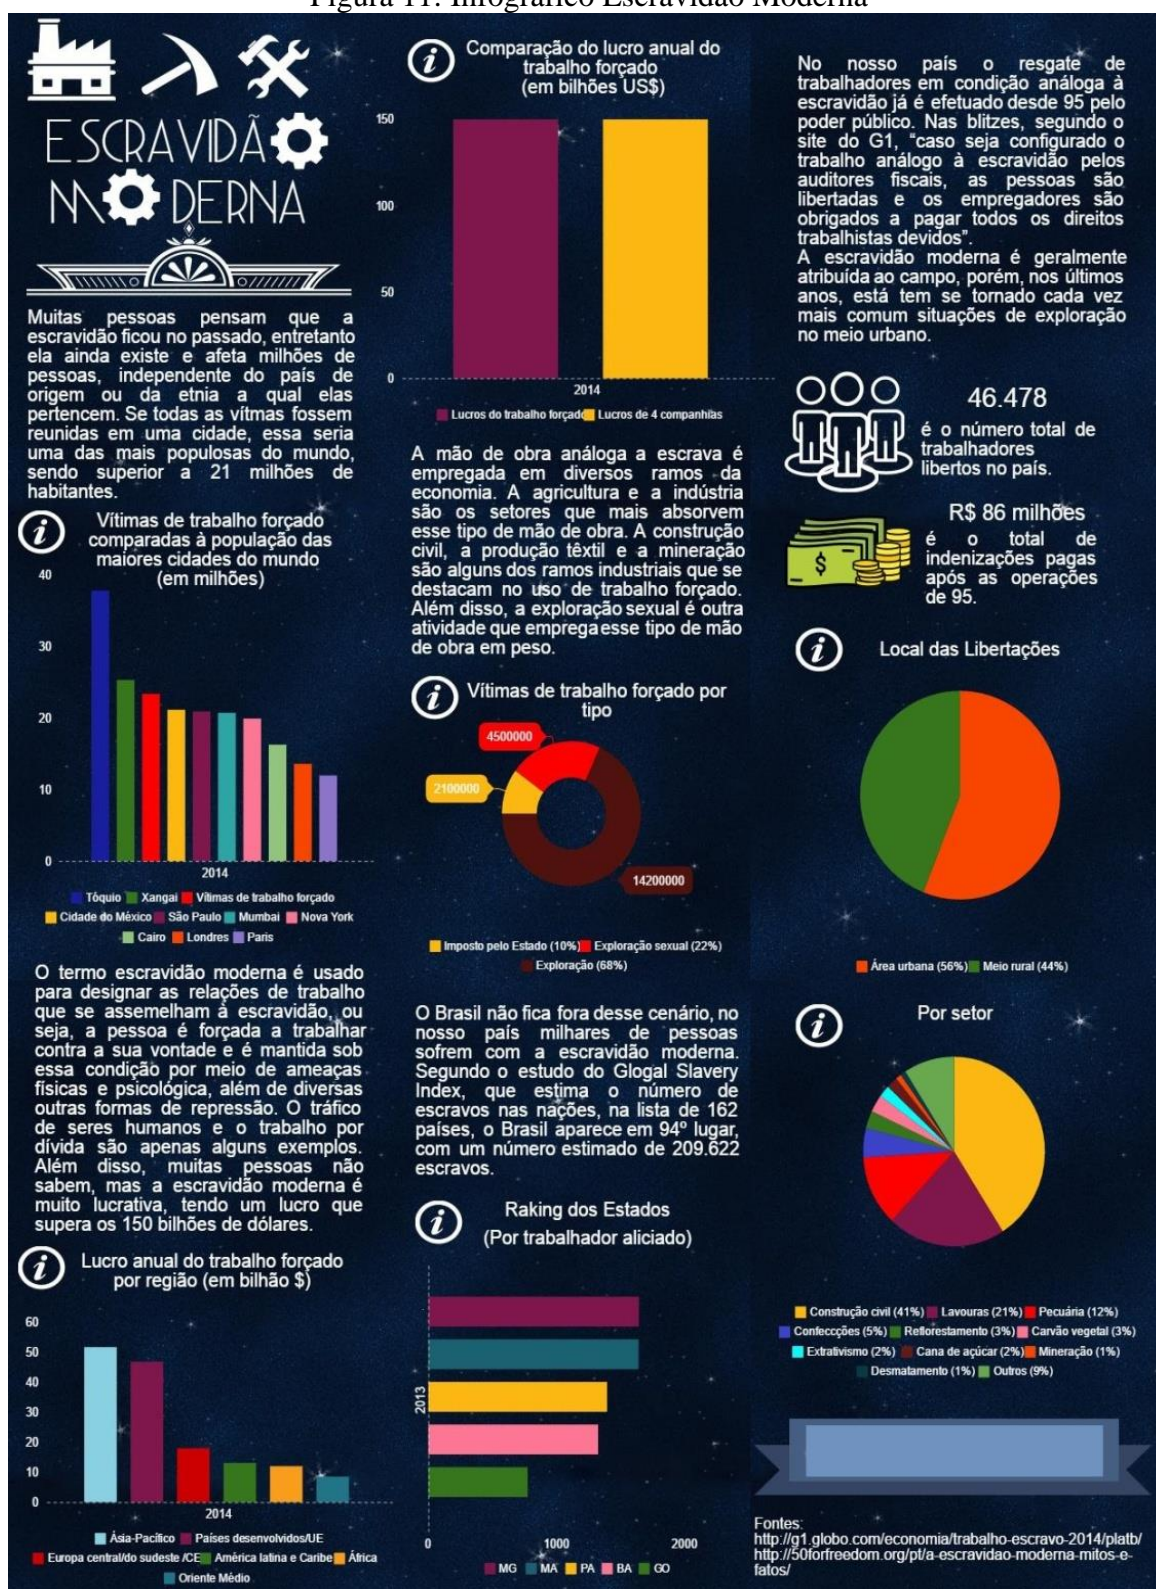 Figura 11: Infográfico Escravidão Moderna
ESCRAVIDÃO
MODERNA
Muitas pessoas pensam que a
escravidão ficou no passado, entretanto
ela ainda existe e afeta milhões de
pessoas, independente do país de
origem ou da etnia a qual elas
pertencem. Se todas as vítmas fossem
reunidas em uma cidade, essa seria
uma das mais populosas do mundo,
sendo superior a 21 milhões de
habitantes.
i
Vítimas de trabalho forçado
comparadas à população das
maiores cidades do mundo
(em milhões)
40
30
20
10
0
2014
Tóquio Xangai Vítimas de trabalho forçado
Cidade do México São Paulo Mumbai Nova York
Cairo Londres Paris
O termo escravidão moderna é usado
para designar as relações de trabalho
que se assemelham à escravidão, ou
seja, a pessoa é forçada a trabalhar
contra a sua vontade e é mantida sob
essa condição por meio de ameaças
físicas e psicológica, além de diversas
outras formas de repressão. O tráfico
de seres humanos e o trabalho por
dívida são apenas alguns exemplos.
Além disso, muitas pessoas não
sabem, mas a escravidão moderna é
muito lucrativa, tendo um lucro que
supera os 150 bilhões de dólares.
i
Lucro anual do trabalho forçado
por região (em bilhão $)
60
50
40
30
20
10
0
2014
Ásia-Pacífico Países desenvolvidos/UE
Europa central/do sudeste /CE América latina e Caribe África
Oriente Médio
i
Comparação do lucro anual do
trabalho forçado
(em bilhões US$)
150
100
50
0
2014
Lucros do trabalho forçado Lucros de 4 companhias
A mão de obra análoga a escrava é
empregada em diversos ramos da
economia. A agricultura e a indústria
são os setores que mais absorvem
esse tipo de mão de obra. A construção
civil, a produção têxtil e a mineração
são alguns dos ramos industriais que se
destacam no uso de trabalho forçado.
Além disso, a exploração sexual é outra
atividade que emprega esse tipo de mão
de obra em peso.
i
Vítimas de trabalho forçado por
tipo
4500000
2100000
14200000
Imposto pelo Estado (10%) Exploração sexual (22%)
Exploração (68%)
O Brasil não fica fora desse cenário, no
nosso país milhares de pessoas
sofrem com a escravidão moderna.
Segundo o estudo do Glogal Slavery
Index, que estima o número de
escravos nas nações, na lista de 162
países, o Brasil aparece em 94º lugar,
com um número estimado de 209.622
escravos.
i
Raking dos Estados
(Por trabalhador aliciado)
2013
0 1000 2000
MG MA PA BA GO
No nosso país o resgate de
trabalhadores em condição análoga à
escravidão já é efetuado desde 95 pelo
poder público. Nas blitzes, segundo o
site do G1, "caso seja configurado o
trabalho análogo à escravidão pelos
auditores fiscais, as pessoas são
libertadas e os empregadores são
obrigados a pagar todos os direitos
trabalhistas devidos".
A escravidão moderna é geralmente
atribuída ao campo, porém, nos últimos
anos, está tem se tornado cada vez
mais comum situações de exploração
no meio urbano.
46.478
é o número total de
trabalhadores
libertos no país.
$
R$ 86 milhões
é o total de
indenizações pagas
após as operações
de 95.
i
Local das Libertações
Área urbana (56%) Meio rural (44%)
i
Por setor
Construção civil (41%) Lavouras (21%) Pecuária (12%)
Confeccções (5%) Reflorestamento (3%) Carvão vegetal (3%)
Extrativismo (2%) Cana de açúcar (2%) Mineração (1%)
Desmatamento (1%) Outros (9%)
Fontes:
http://g1.globo.com/economia/trabalho-escravo-2014/platb/
http://50forfreedom.org/pt/a-escravidao-moderna-mitos-e-
fatos/